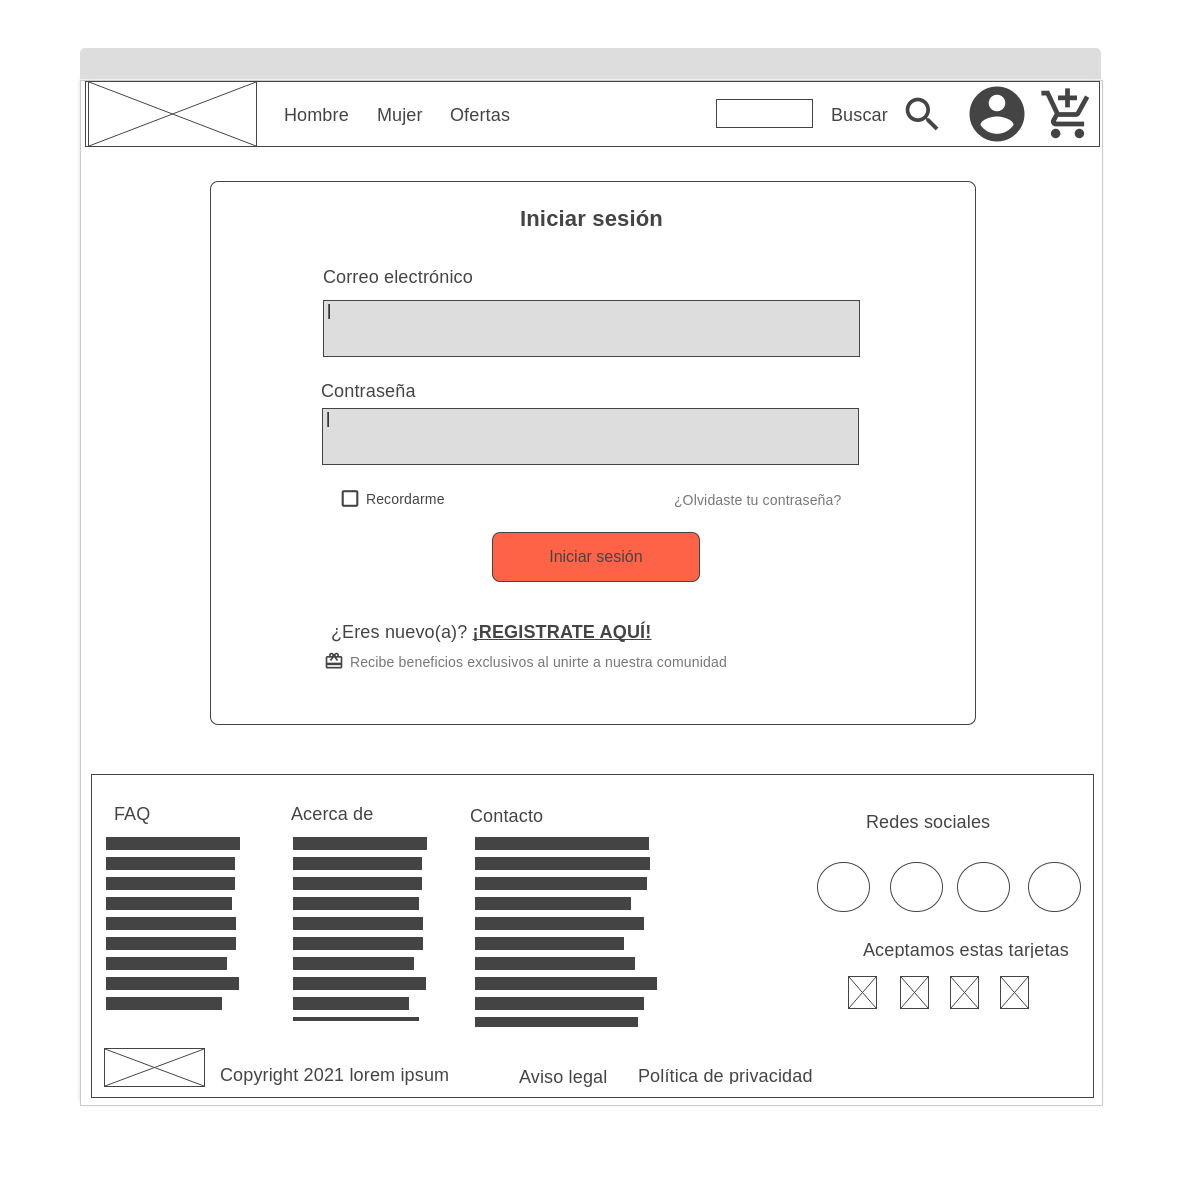 Hombre
Mujer
Ofertas
Buscar
Iniciar sesión
Correo electrónico
Contraseña
Recordarme
¿Olvidaste tu contraseña?
Iniciar sesión
¿Eres nuevo(a)? ¡REGISTRATE AQUÍ!
Recibe beneficios exclusivos al unirte a nuestra comunidad
FAQ
Acerca de
Contacto
Redes sociales
Aceptamos estas tarjetas
Copyright 2021 lorem ipsum
Aviso legal
Política de privacidad